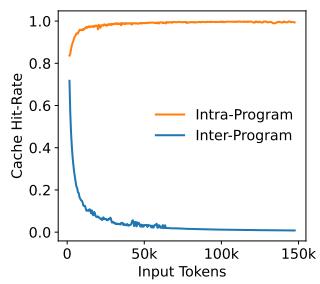 Cache Hit-Rate
1.0
0.8
0.6
0.4
0.2
0.0
Intra-Program
Inter-Program
0 50k 100k 150k
Input Tokens